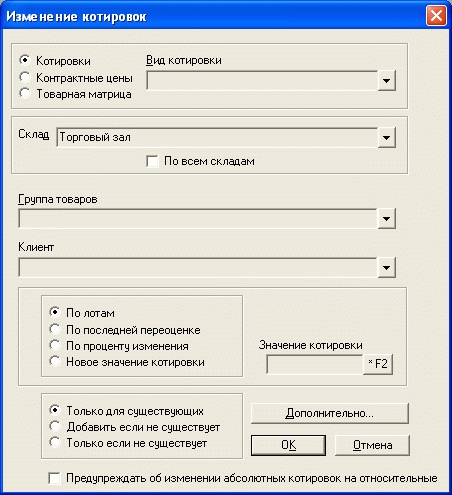 Изменение котировок
Котировки
Вид котировки
Контрактные цены
Товарная матрица
Склад
Торговый зал
По всем складам
Группа товаров
Клиент
По лотам
По последней переоценке
По проценту изменения
Значение котировки
Новое значение котировки
* F2
Только для существующих
Дополнительно...
Добавить если не существует
Только если не существует
OK
Отмена
Предупреждать об изменении абсолютных котировок на относительные